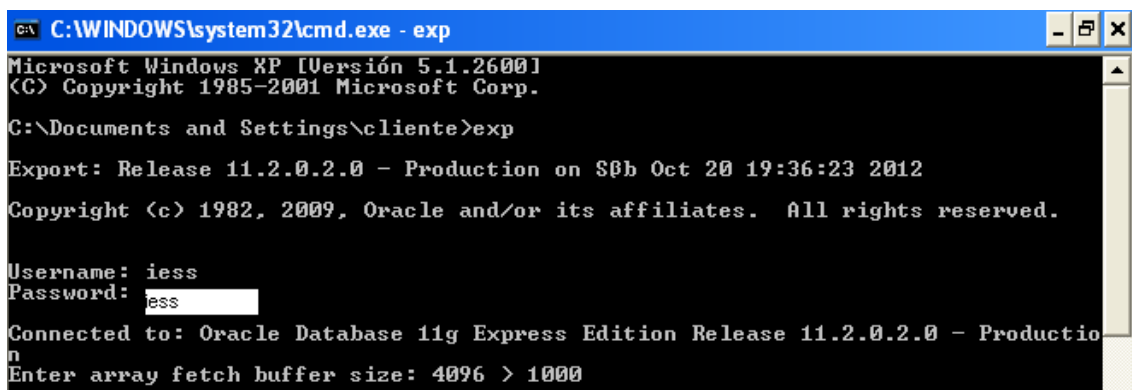 C:\WINDOWS\system32\cmd.exe - exp
Microsoft Windows XP [Versión 5.1.2600]
(C) Copyright 1985-2001 Microsoft Corp.
C:\Documents and Settings\cliente>exp
Export: Release 11.2.0.2.0 - Production on Sβb Oct 20 19:36:23 2012
Copyright (c) 1982, 2009, Oracle and/or its affiliates.  All rights reserved.
Username: iess
Password: iess
Connected to: Oracle Database 11g Express Edition Release 11.2.0.2.0 - Productio
n
Enter array fetch buffer size: 4096 > 1000